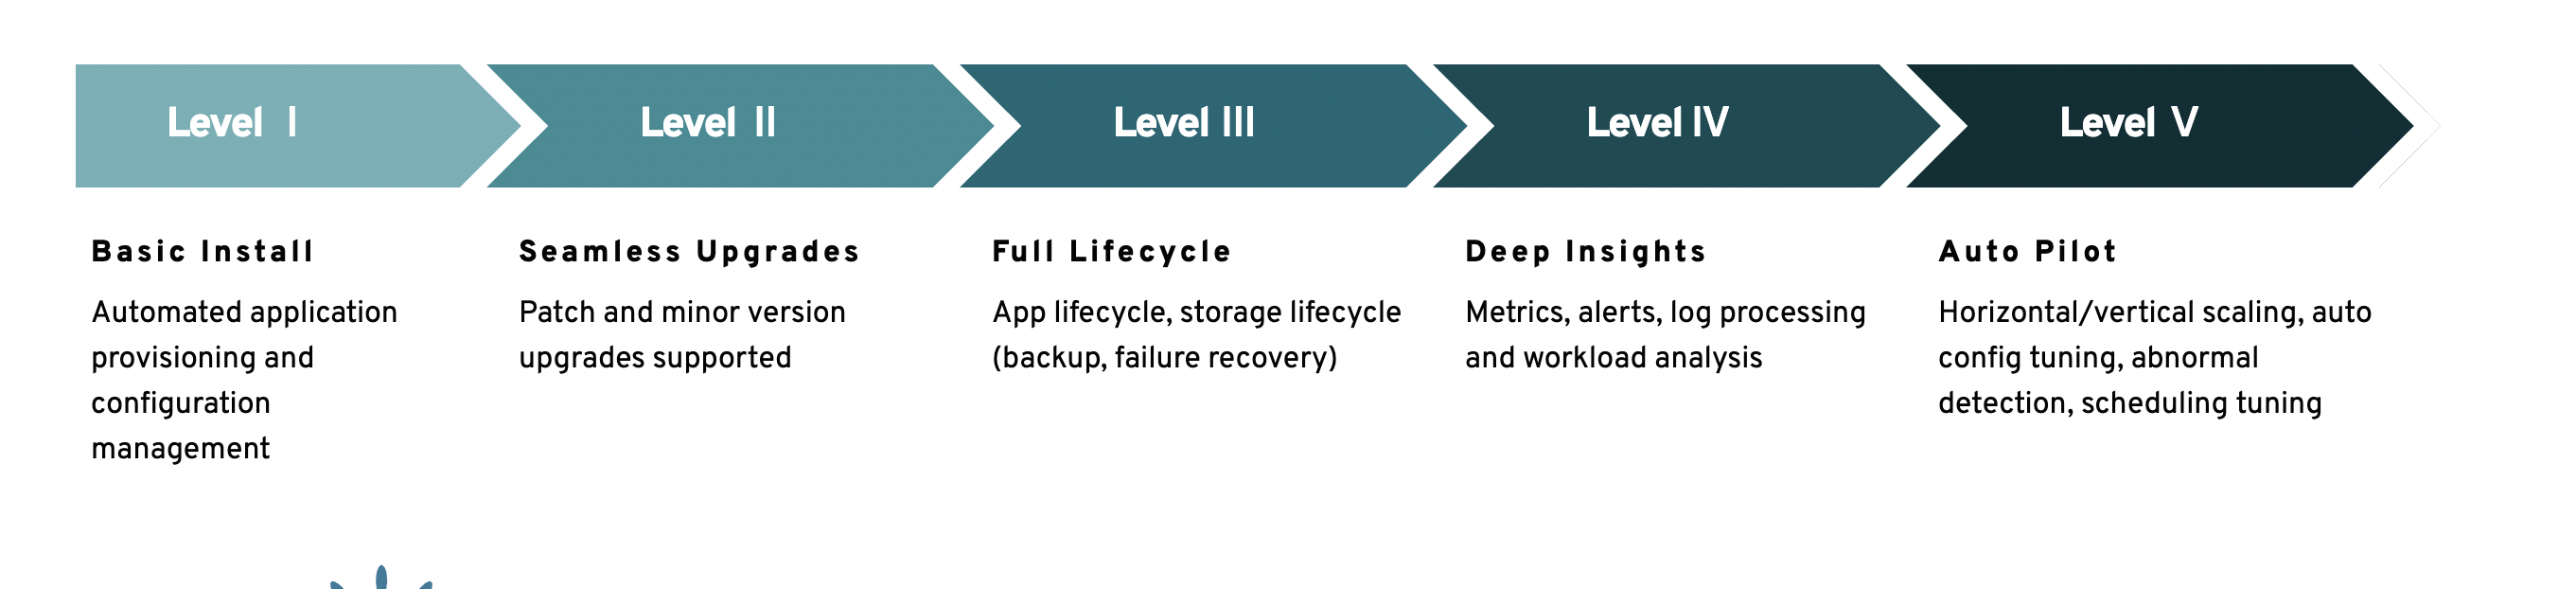 Level I
Level II
Level III
Level IV
Level V
Basic Install
Automated application
provisioning and
configuration
management
Seamless Upgrades
Patch and minor version
upgrades supported
Full Lifecycle
App lifecycle, storage lifecycle
(backup, failure recovery)
Deep Insights
Metrics, alerts, log processing
and workload analysis
Auto Pilot
Horizontal/vertical scaling, auto
config tuning, abnormal
detection, scheduling tuning